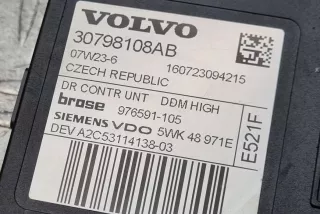 VOLVO
30798108AB
07W23-6 160723094215
CZECH REPUBLIC
DR CONTR UNT DDM HIGH
brose 976591-105
SIEMENS VDO 5WK 48 971E
DEV A2C53114138-03
E521F